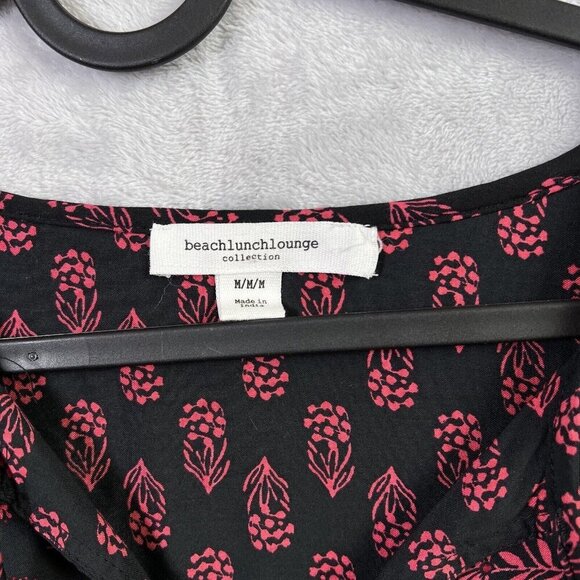 beachlunchlounge
collection
M/M/M
Made in
india